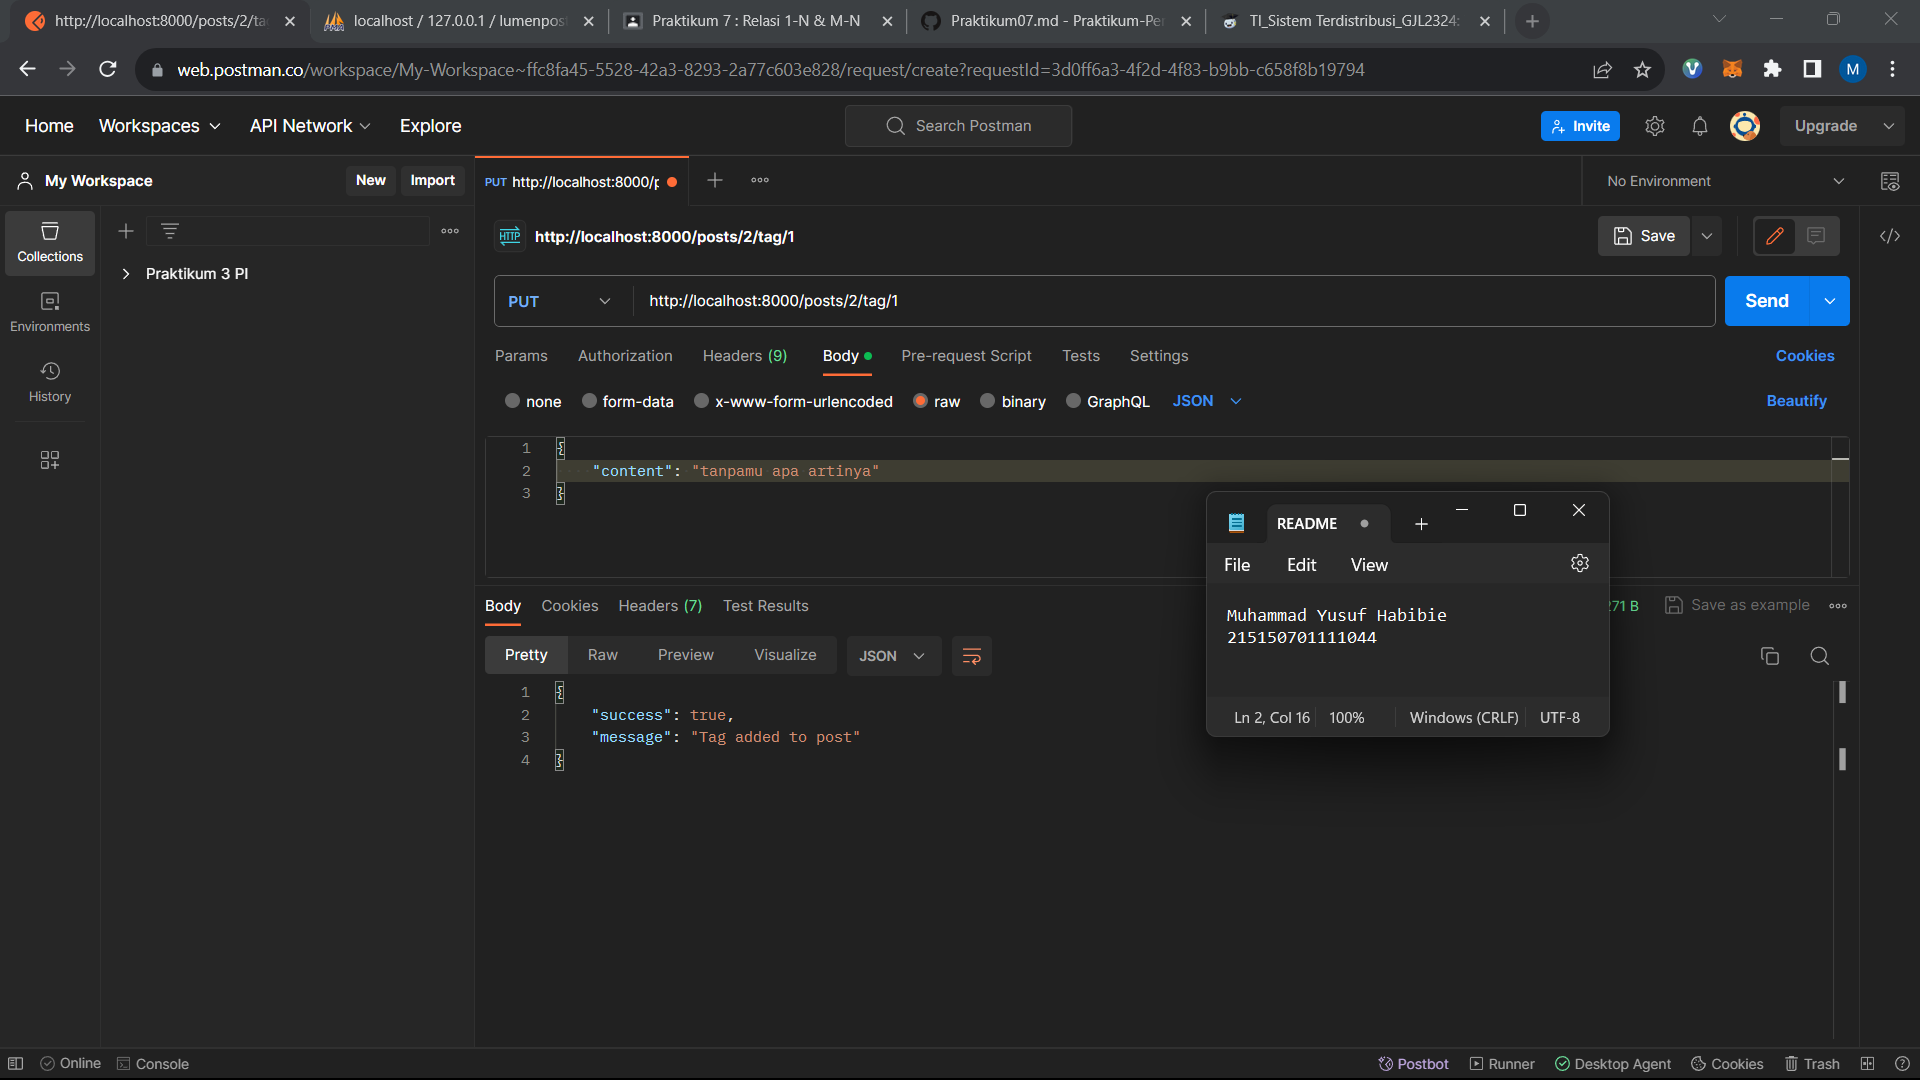 http://localhost:8000/posts/2/ta
localhost / 127.0.0.1 / lumenpos
Praktikum 7 : Relasi 1-N & M-N
Praktikum07.md - Praktikum-Pe
TI_Sistem Terdistribusi_GJL2324:
web.postman.co/workspace/My-Workspace~ffc8fa45-5528-42a3-8293-2a77c603e828/request/create?requestId=3d0ff6a3-4f2d-4f83-b9bb-c658f8b19794
M
Home Workspaces API Network Explore
Search Postman
Invite
Upgrade
My Workspace
New Import
PUT http://localhost:8000/p
No Environment
Collections
Environments
History
Praktikum 3 PI
HTTP http://localhost:8000/posts/2/tag/1
Save
PUT http://localhost:8000/posts/2/tag/1
Send
Params Authorization Headers (9) Body Pre-request Script Tests Settings
Cookies
none form-data x-www-form-urlencoded raw binary GraphQL JSON
Beautify
1 {
2 "content": "tanpamu apa artinya"
3 }
README
File Edit View
Muhammad Yusuf Habibie
215150701111044
Ln 2, Col 16 100% Windows (CRLF) UTF-8
Body Cookies Headers (7) Test Results
271 B Save as example
Pretty Raw Preview Visualize JSON
1 {
2 "success": true,
3 "message": "Tag added to post"
4 }
Online Console
Postbot Runner Desktop Agent Cookies Trash